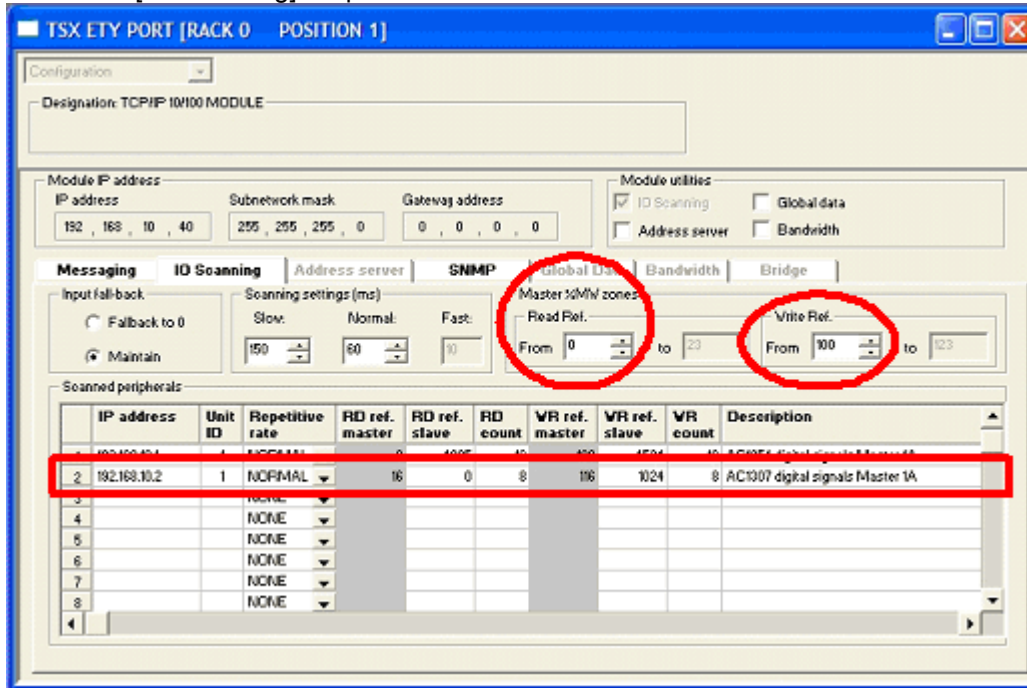 TSX ETY PORT [RACK 0 POSITION 1]
Configuration
Designation: TCP/IP 10/100 MODULE
Module IP address
Module utilities
IP address Subnetwork mask Gateway address
IO Scanning Global data
192 , 168 , 10 , 40 255 , 255 , 255 , 0 0 , 0 , 0 , 0
Address server Bandwidth
Messaging IO Scanning Address server SNMP Global Data Bandwidth Bridge
Input fall-back Scanning settings (ms) Master %MW zones
Fallback to 0 Slow: Normal: Fast: Read Ref. Write Ref.
Maintain 150 60 10 From 0 to 23 From 100 to 123
Scanned peripherals
IP address Unit ID Repetitive rate RD ref. master RD ref. slave RD count WR ref. master WR ref. slave WR count Description
2 192.168.10.2 1 NORMAL 16 0 8 116 1024 8 AC1307 digital signals Master 1A
3 NONE
4 NONE
5 NONE
6 NONE
7 NONE
8 NONE